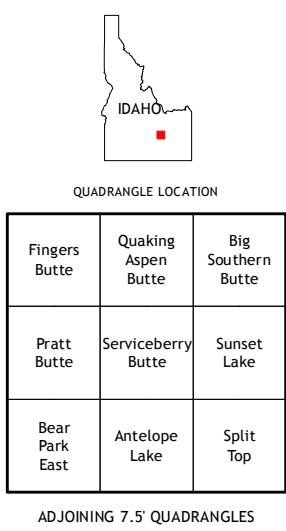 IDAHO
QUADRANGLE LOCATION
Fingers
Butte
Quaking
Aspen
Butte
Big
Southern
Butte
Pratt
Butte
Serviceberry
Butte
Sunset
Lake
Bear
Park
East
Antelope
Lake
Split
Top
ADJOINING 7.5' QUADRANGLES